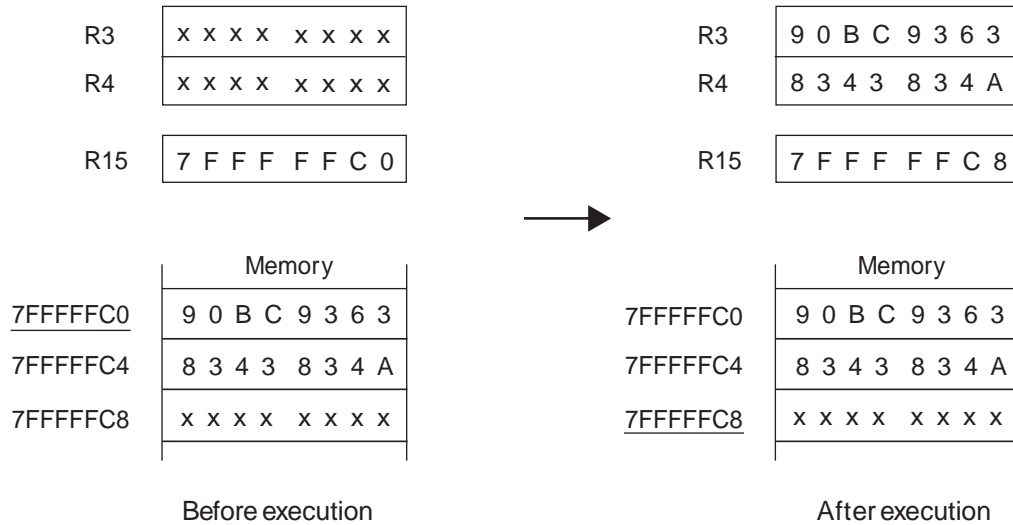 R3 x x x x x x x x
R4 x x x x x x x x
R15 7 F F F F F C 0
Memory
7FFFFFC0 9 0 B C 9 3 6 3
7FFFFFC4 8 3 4 3 8 3 4 A
7FFFFFC8 x x x x x x x x
Before execution
R3 9 0 B C 9 3 6 3
R4 8 3 4 3 8 3 4 A
R15 7 F F F F F C 8
Memory
7FFFFFC0 9 0 B C 9 3 6 3
7FFFFFC4 8 3 4 3 8 3 4 A
7FFFFFC8 x x x x x x x x
After execution